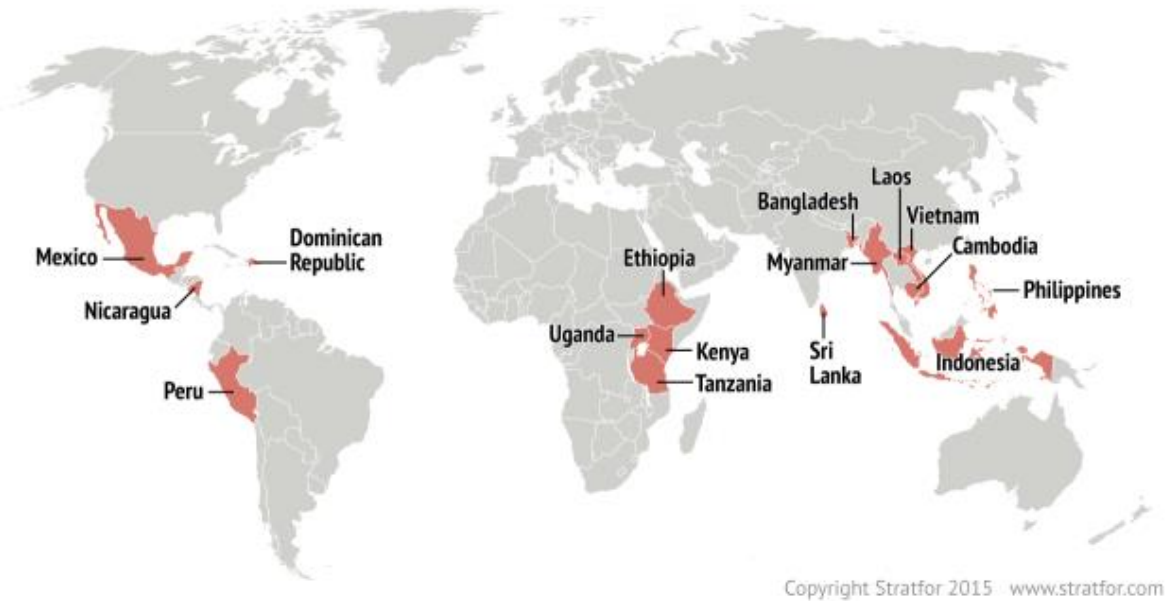 Laos
Bangladesh
Vietnam
Dominican
Republic
Cambodia
Mexico
Ethiopia
Myanmar
Philippines
Nicaragua
Uganda
Kenya
Sri
Lanka
Indonesia
Tanzania
Peru
Copyright Stratfor 2015 www.stratfor.com